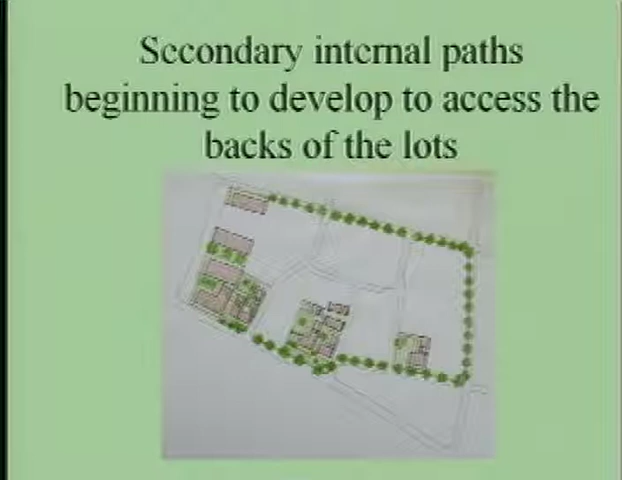 Secondary internal paths
beginning to develop to access the
backs of the lots